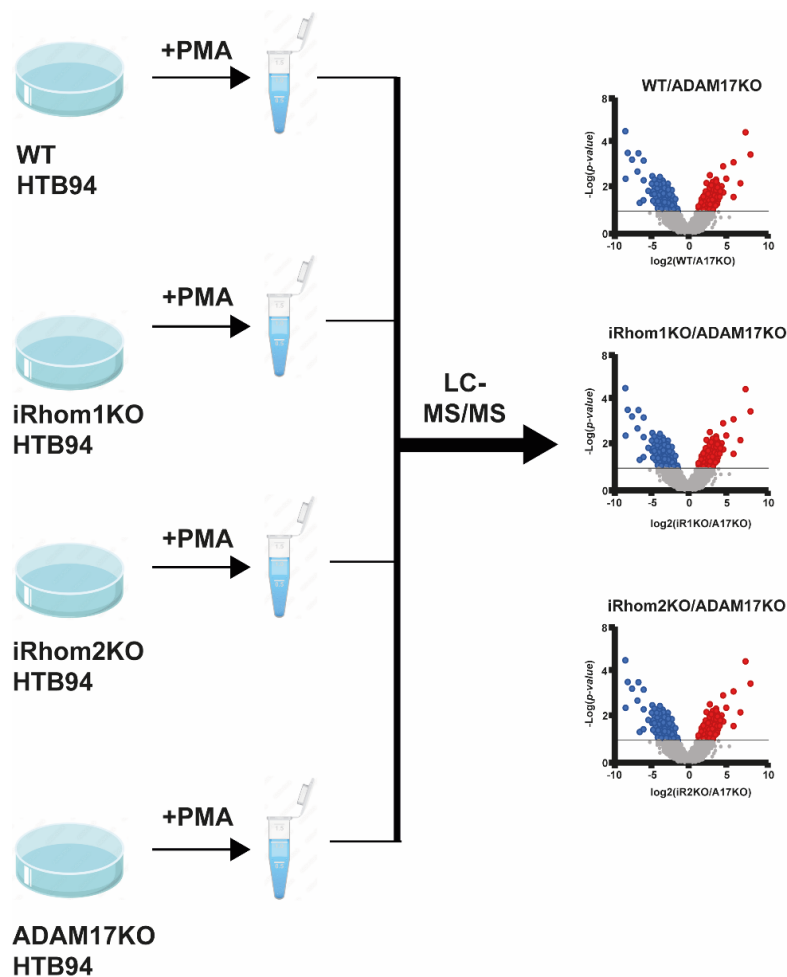 +PMA
WT
HTB94
+PMA
iRhom1KO
HTB94
+PMA
iRhom2KO
HTB94
+PMA
ADAM17KO
HTB94
LC-
MS/MS
WT/ADAM17KO
8
4
2
0
-Log(p-value)
-10 -5 0 5 10
log2(WT/A17KO)
iRhom1KO/ADAM17KO
8
4
2
0
-Log(p-value)
-10 -5 0 5 10
log2(iR1KO/A17KO)
iRhom2KO/ADAM17KO
8
4
2
0
-Log(p-value)
-10 -5 0 5 10
log2(iR2KO/A17KO)